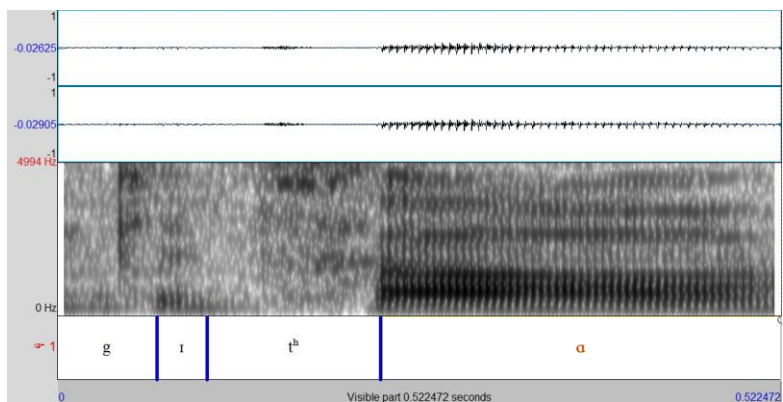 1
-0.02625
-1
1
-0.02905
-1
4994 Hz
0 Hz
1 g ɪ tʰ ɑ
0 Visible part 0.522472 seconds 0.522472